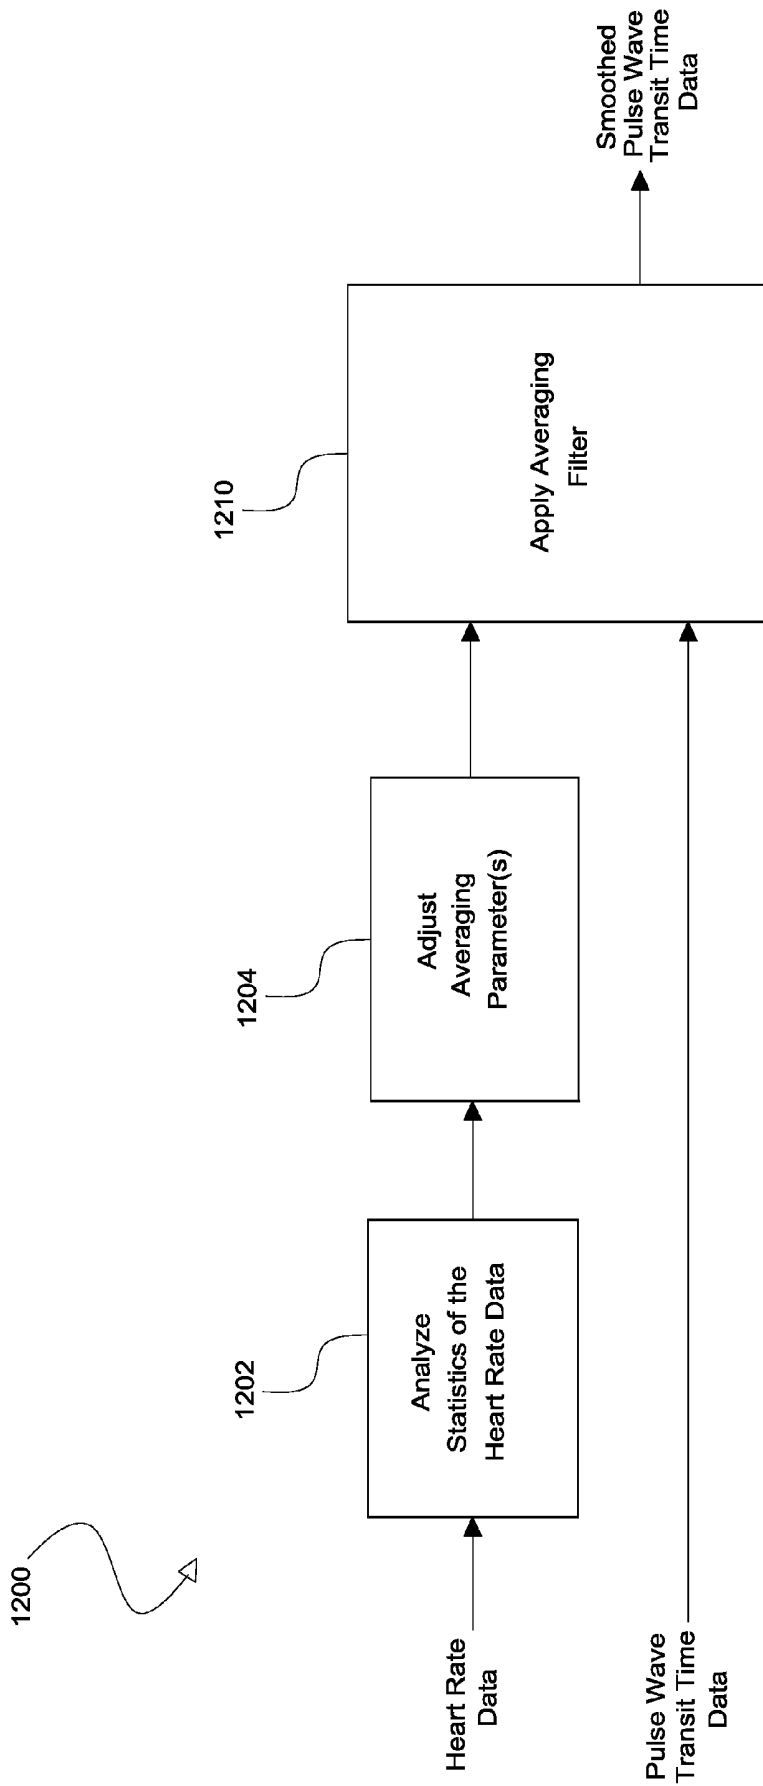 1200
Heart Rate
Data
1202
Analyze
Statistics of the
Heart Rate Data
1204
Adjust
Averaging
Parameter(s)
1210
Apply Averaging
Filter
Pulse Wave
Transit Time
Data
Smoothed
Pulse Wave
Transit Time
Data